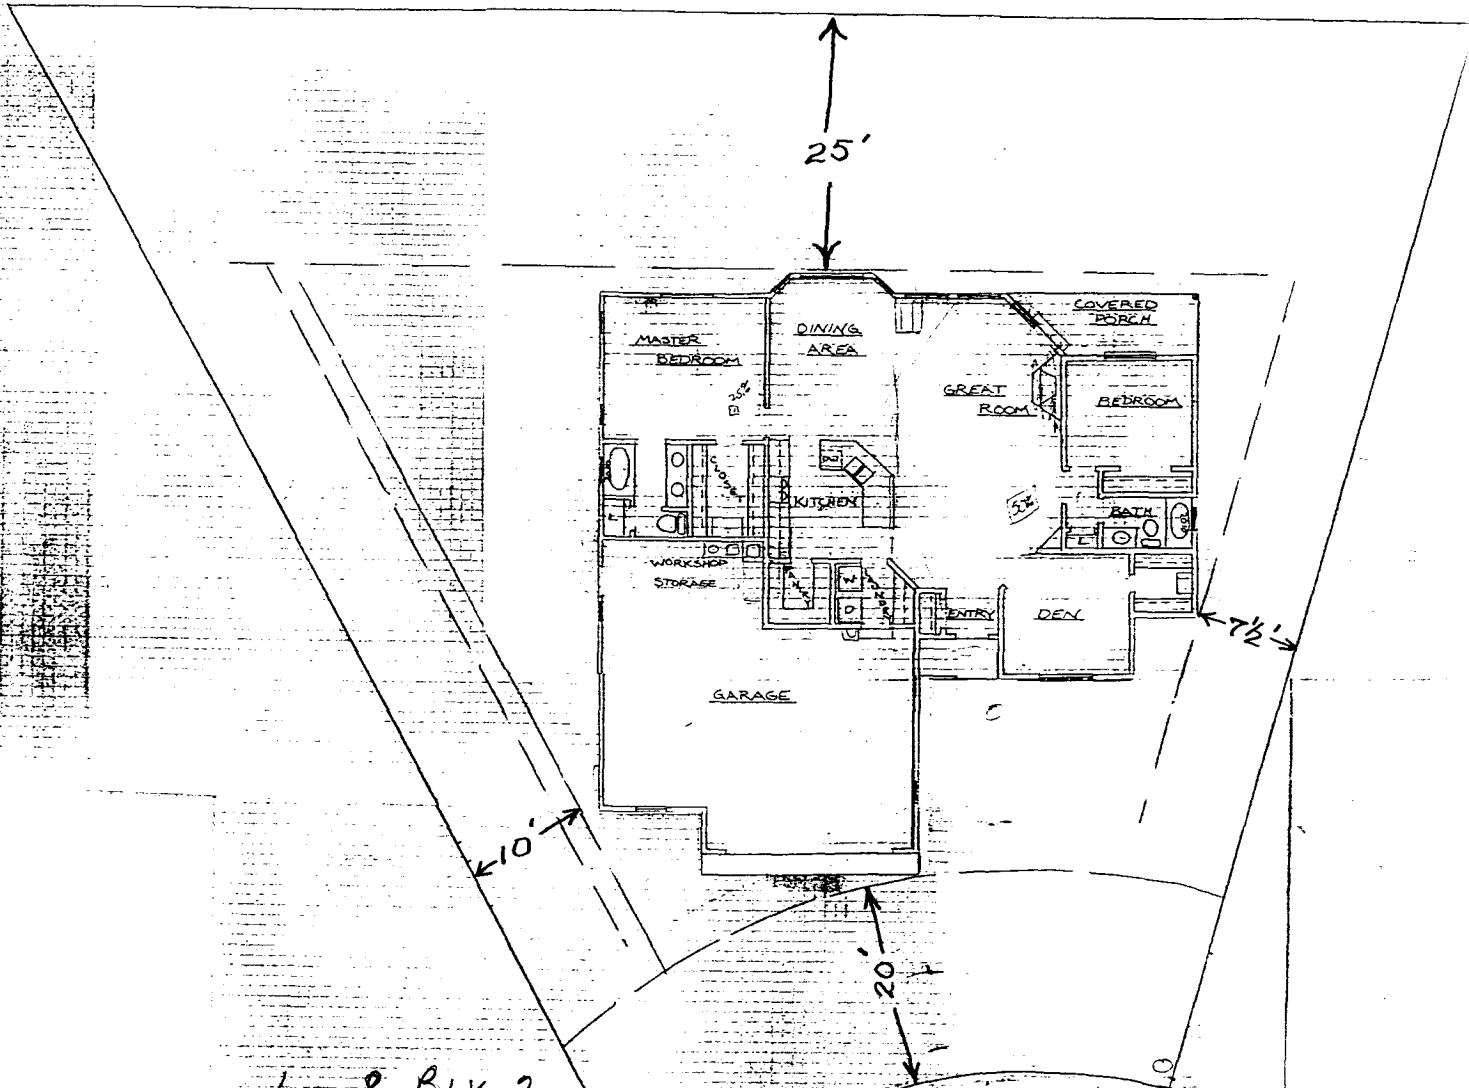 25'
COVERED
PORCH
MASTER
BEDROOM
DINING
AREA
GREAT
ROOM
BEDROOM
KITCHEN
BATH
WORKSHOP
STORAGE
ENTRY
DEN
7½'
GARAGE
10'
20'